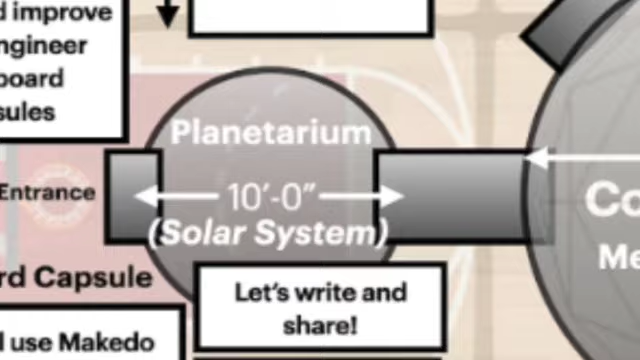 d improve
ngineer
board
sules
Planetarium
Entrance
10'-0"
(Solar System)
Co
Me
rd Capsule
Let's write and
share!
l use Makedo